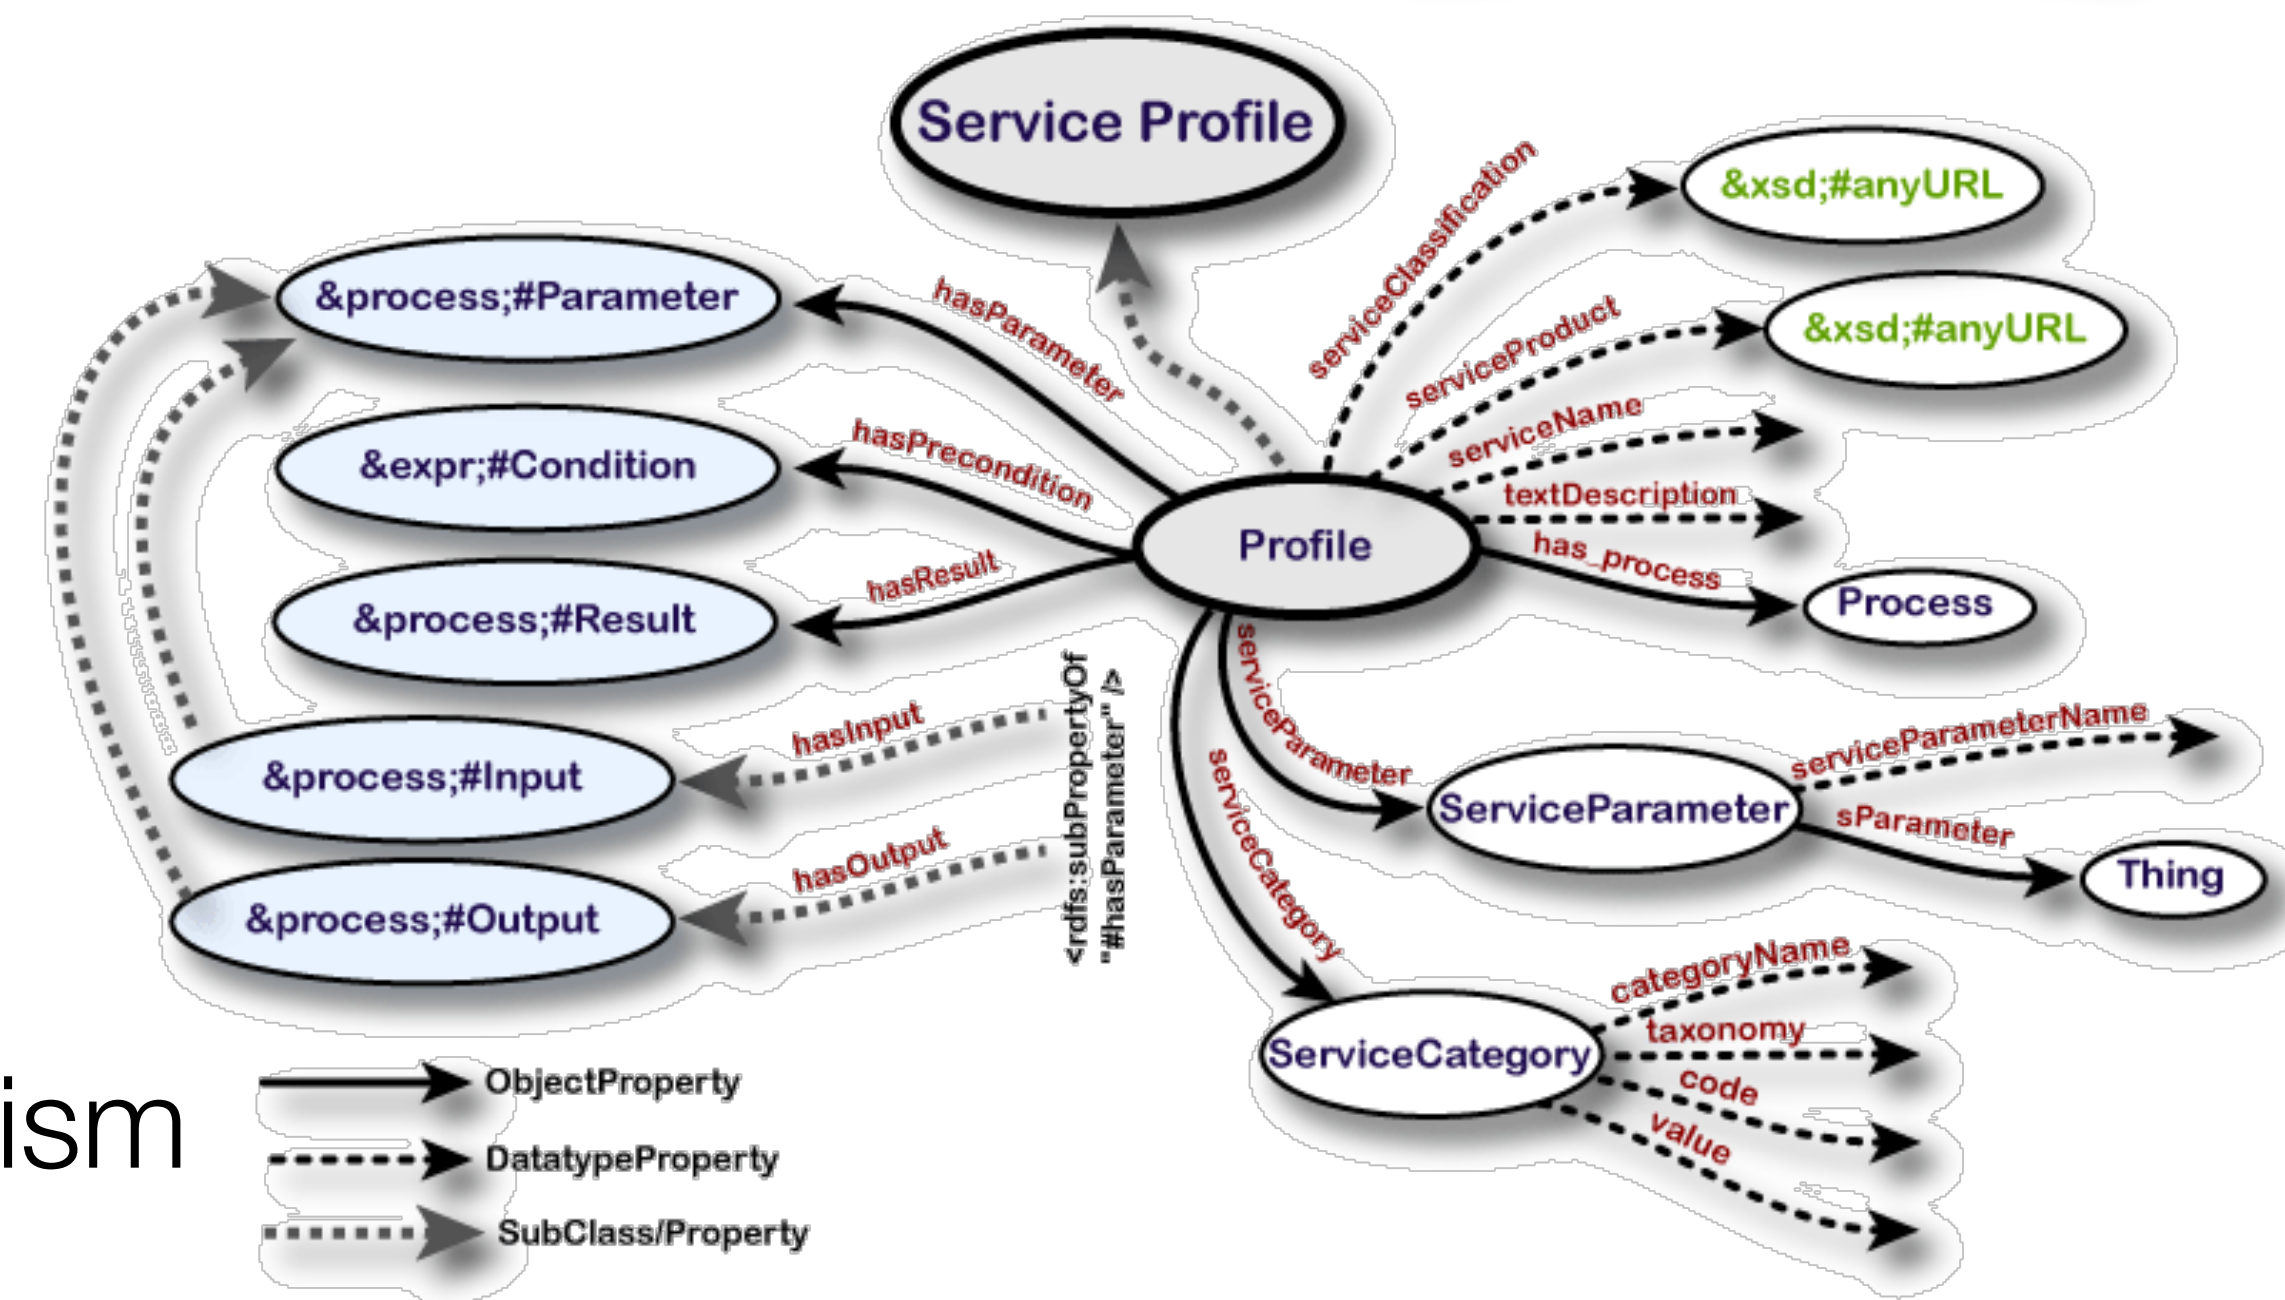 Service Profile
&xsd;#anyURL
serviceClassification
&process;#Parameter
hasParameter
serviceProduct
&xsd;#anyURL
serviceName
&expr;#Condition
hasPrecondition
textDescription
Profile
has_process
Process
hasResult
&process;#Result
serviceParameter
<rdfs:subPropertyOf
"#hasParameter" />
hasInput
&process;#Input
serviceCategory
serviceParameterName
ServiceParameter
sParameter
Thing
hasOutput
&process;#Output
categoryName
taxonomy
ServiceCategory
code
value
ism
ObjectProperty
DatatypeProperty
SubClass/Property